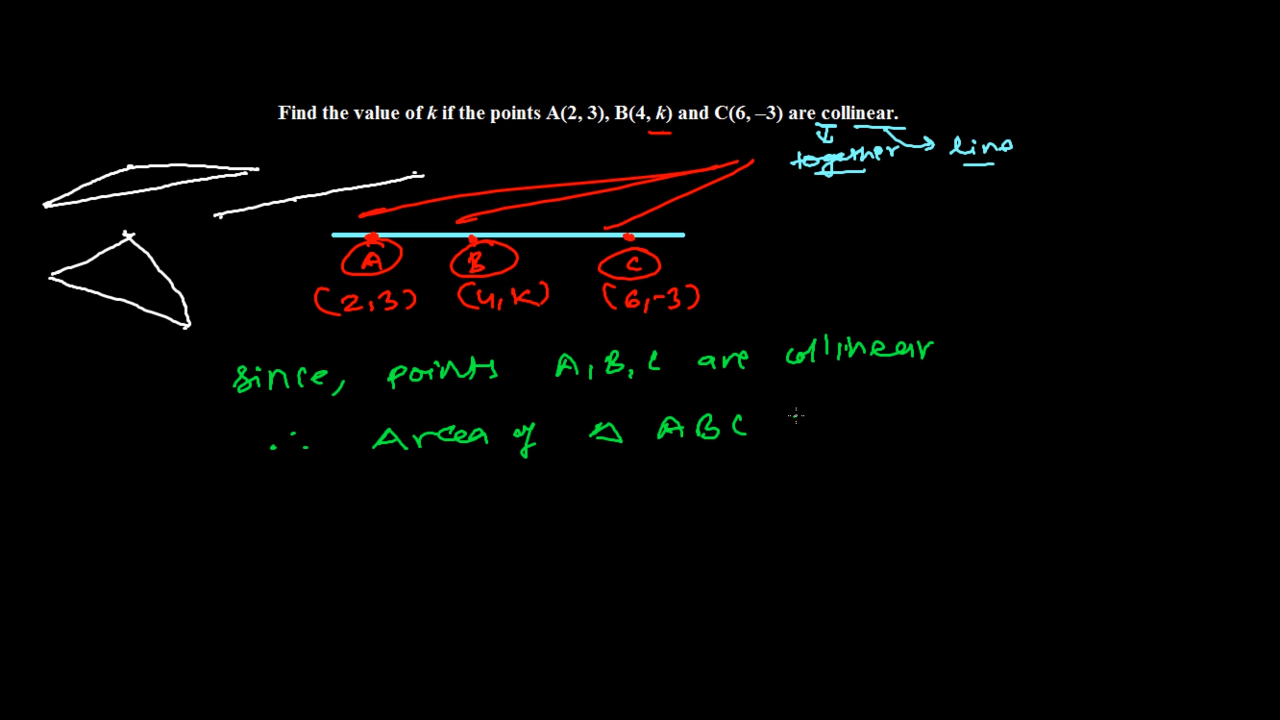 Find the value of k if the points A(2, 3), B(4, k) and C(6, –3) are collinear.
together → line
A B C
(2,3) (4,k) (6,-3)
since, points A, B, C are collinear
∴ Area of Δ ABC